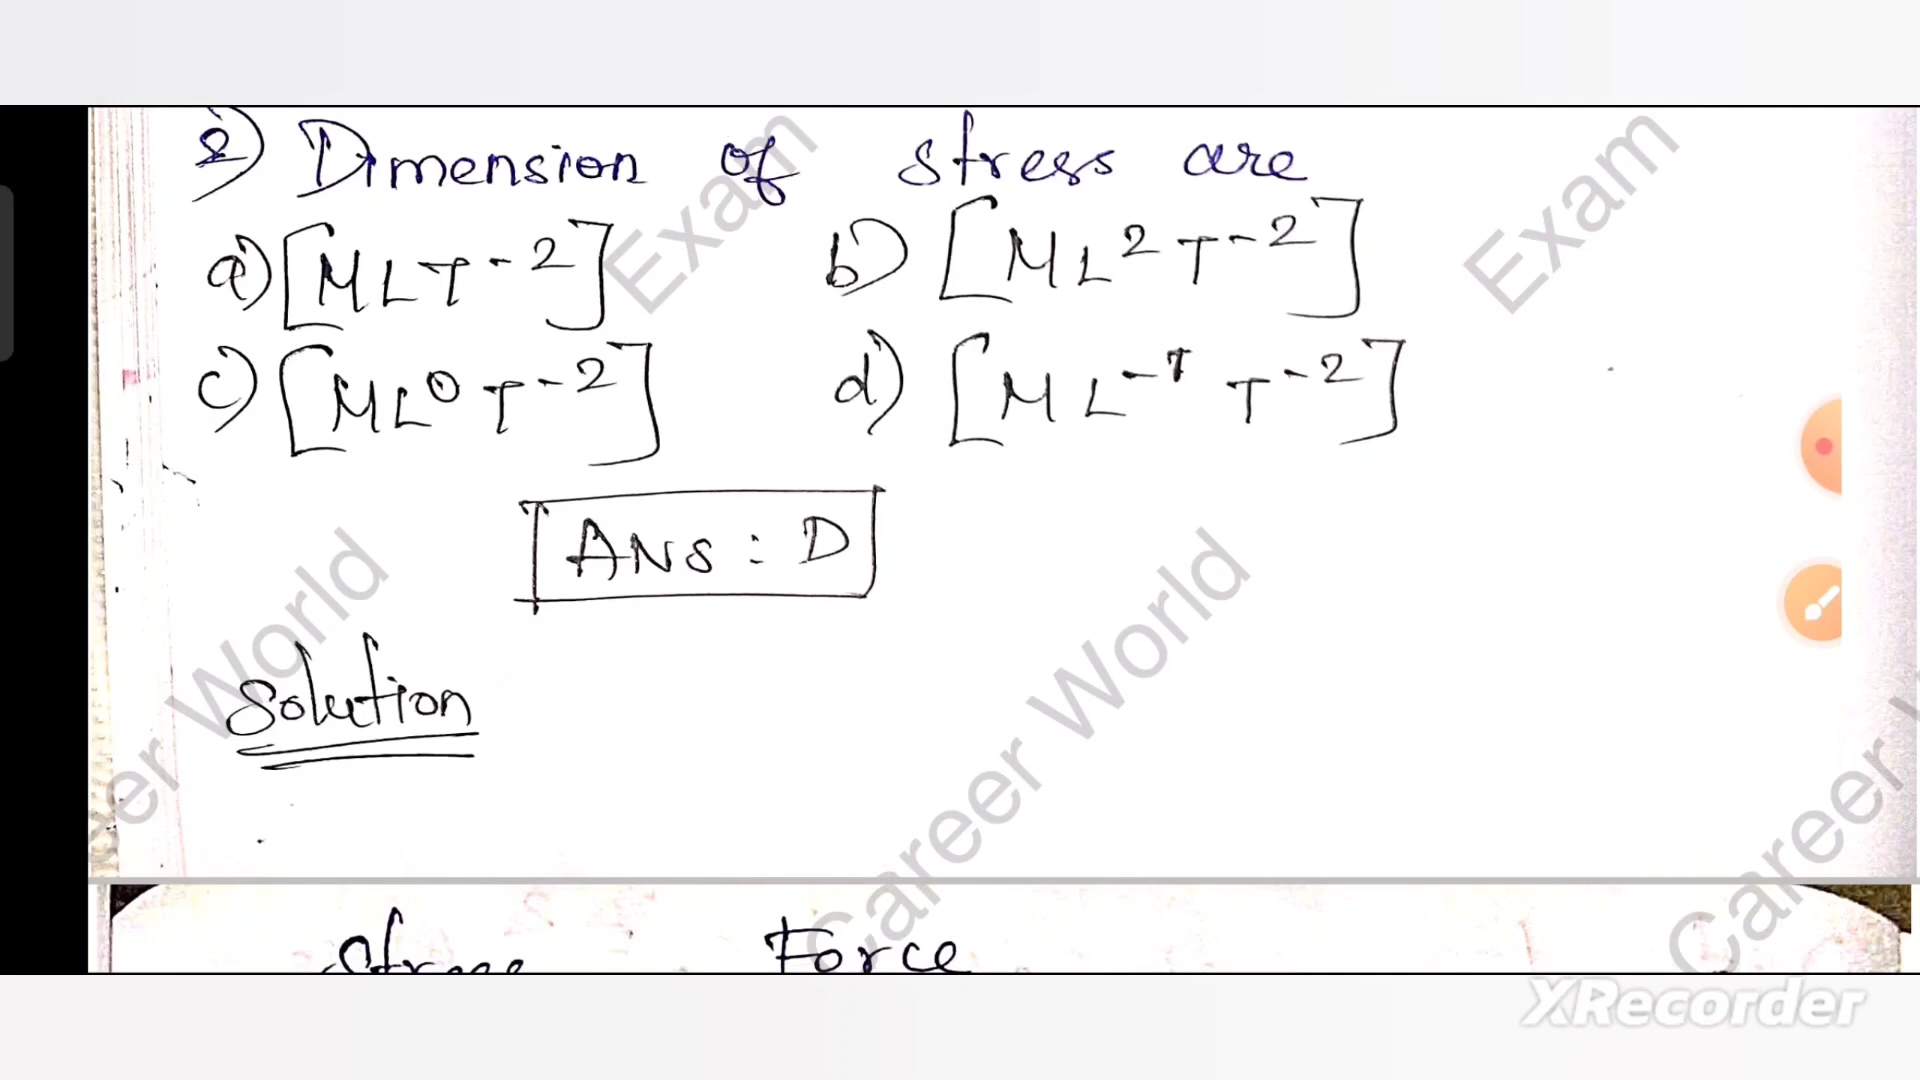 2) Dimension of stress are
a) [MLT⁻²] b) [ML²T⁻²]
c) [ML⁰T⁻²] d) [ML⁻¹T⁻²]
Ans : D
Solution
Stress Force
Exam
Exam
Career World
Career World
Career
XRecorder